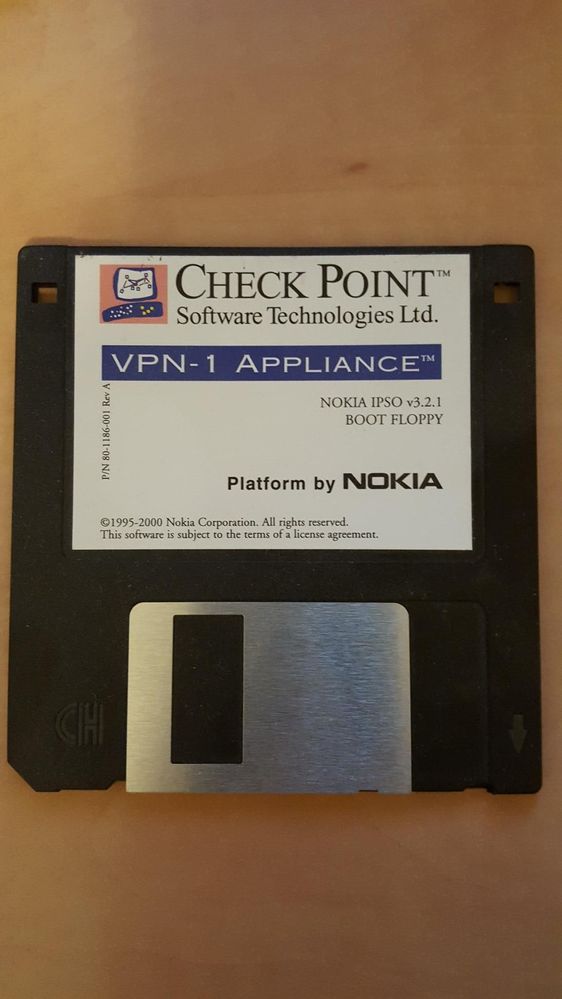 CHECK POINT™
Software Technologies Ltd.
VPN-1 APPLIANCE™
P/N 80-1186-001 Rev A
NOKIA IPSO v3.2.1
BOOT FLOPPY
Platform by NOKIA
©1995-2000 Nokia Corporation. All rights reserved.
This software is subject to the terms of a license agreement.
CH